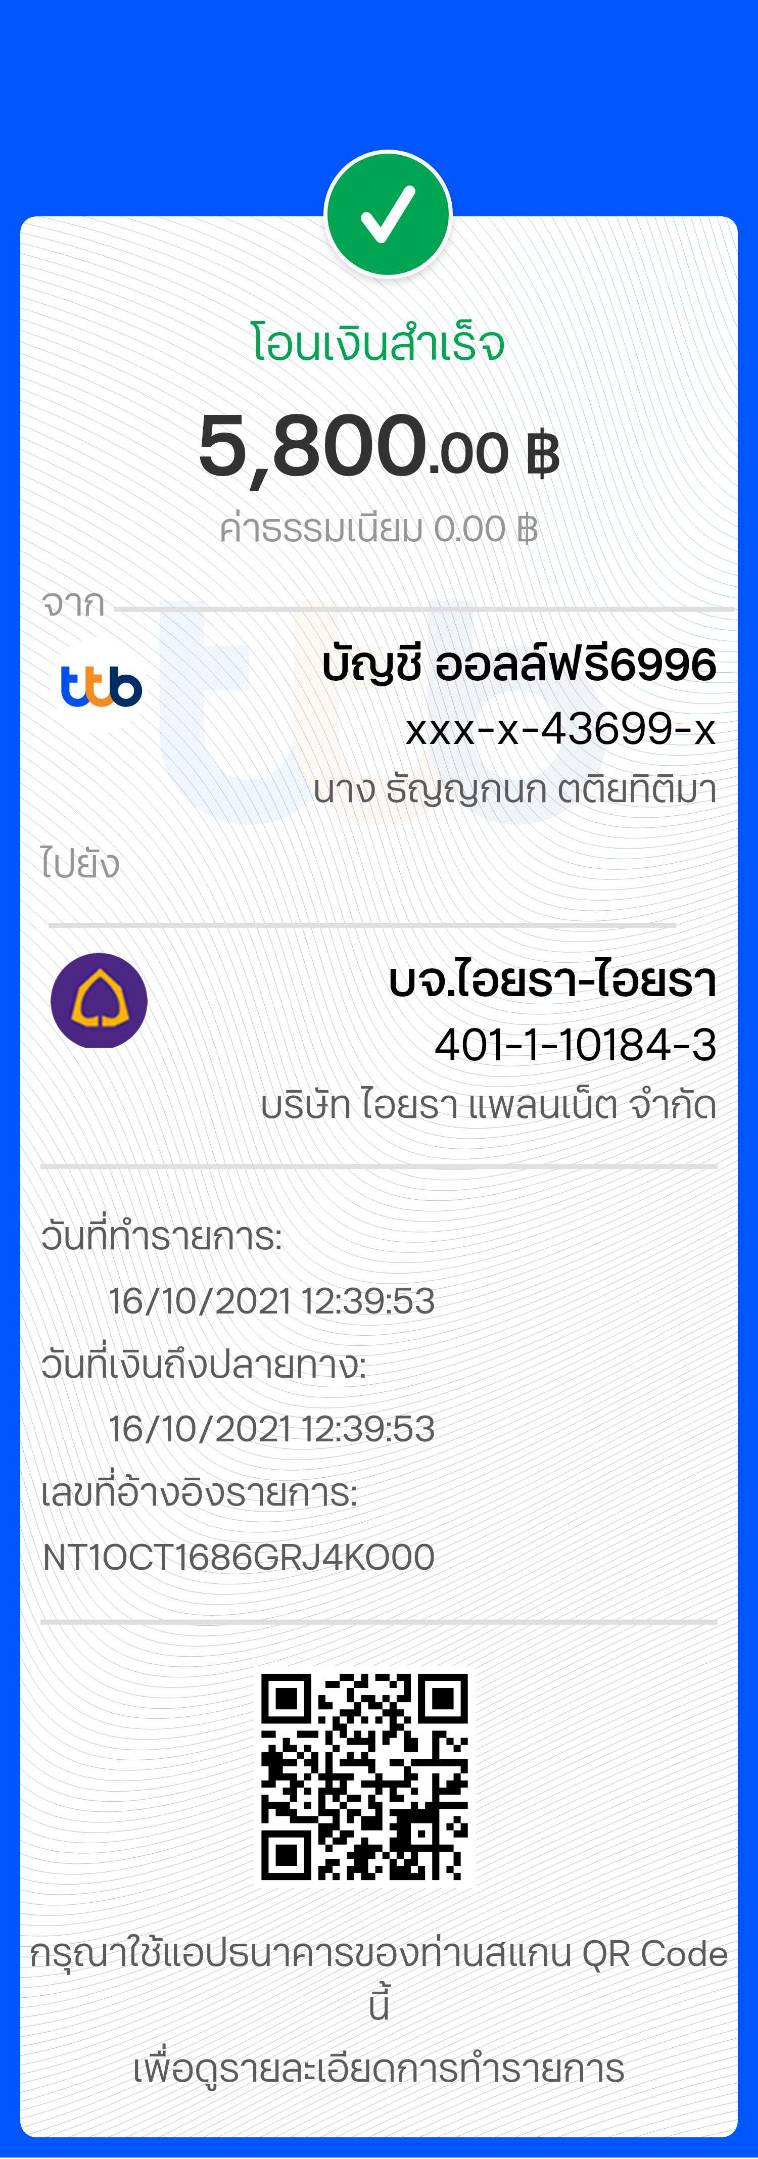 โอนเงินสำเร็จ
5,800.00 ฿
ค่าธรรมเนียม 0.00 ฿
จาก
ttb
บัญชี ออลล์ฟรี6996
xxx-x-43699-x
นาง ธัญญกนก ตติยทิติมา
ไปยัง
บจ.ไอยรา-ไอยรา
401-1-10184-3
บริษัท ไอยรา แพลนเน็ต จำกัด
วันที่ทำรายการ:
16/10/2021 12:39:53
วันที่เงินถึงปลายทาง:
16/10/2021 12:39:53
เลขที่อ้างอิงรายการ:
NT1OCT1686GRJ4KO00
กรุณาใช้แอปธนาคารของท่านสแกน QR Code
นี้
เพื่อดูรายละเอียดการทำรายการ